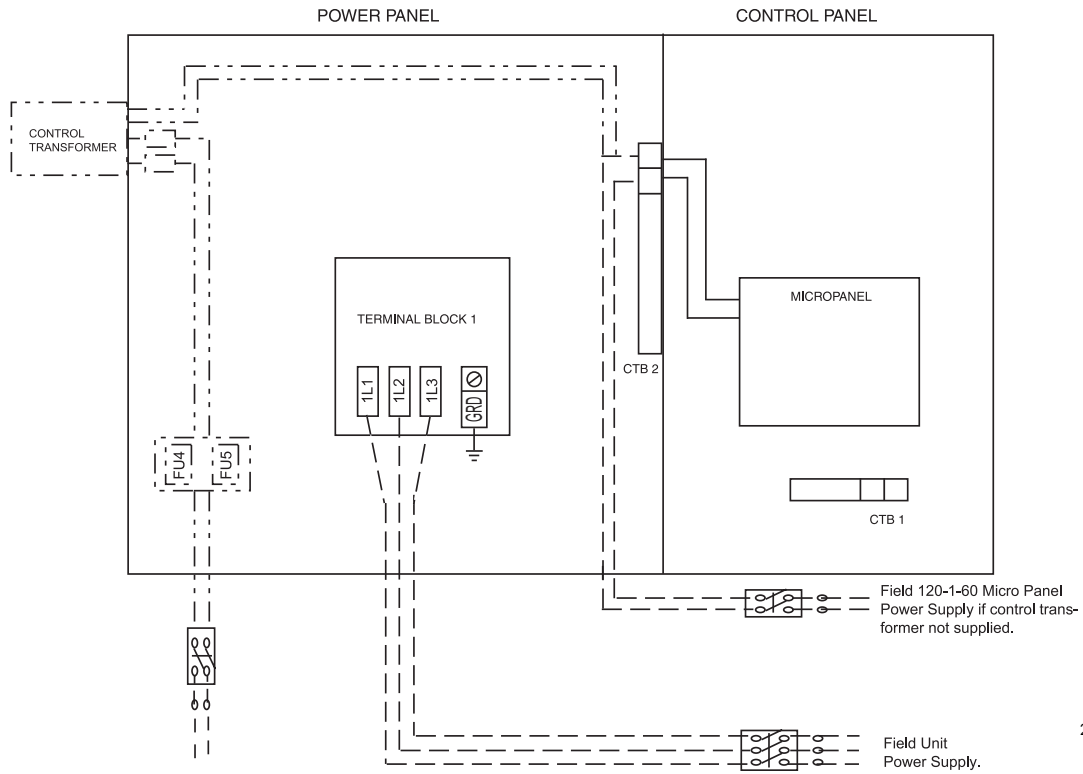 POWER PANEL
CONTROL PANEL
CONTROL
TRANSFORMER
MICROPANEL
TERMINAL BLOCK 1
1L1
1L2
1L3
GRD
CTB 2
FU4
FU5
CTB 1
Field 120-1-60 Micro Panel
Power Supply if control trans-
former not supplied.
2
Field Unit
Power Supply.